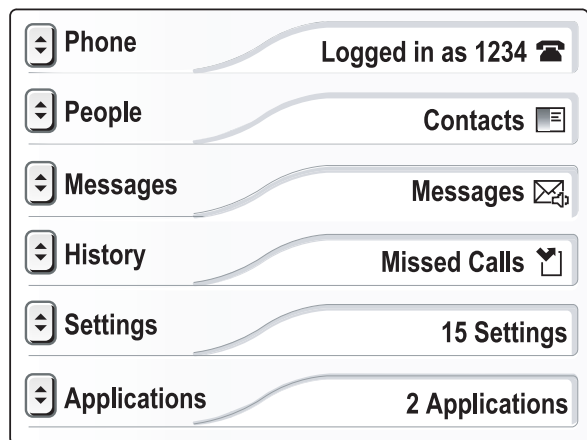 Phone Logged in as 1234
People Contacts
Messages Messages
History Missed Calls
Settings 15 Settings
Applications 2 Applications